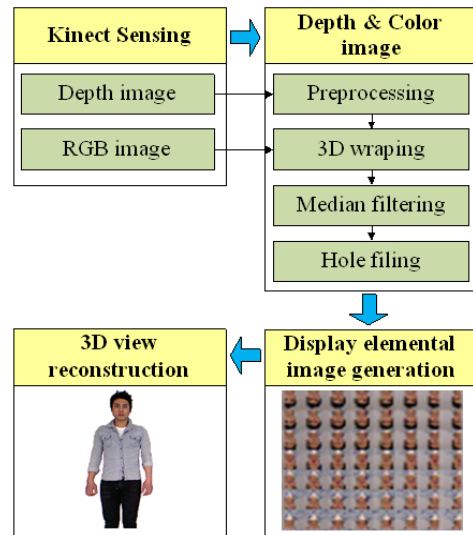 Kinect Sensing
Depth image
RGB image
Depth & Color
image
Preprocessing
3D wraping
Median filtering
Hole filing
Display elemental
image generation
3D view
reconstruction